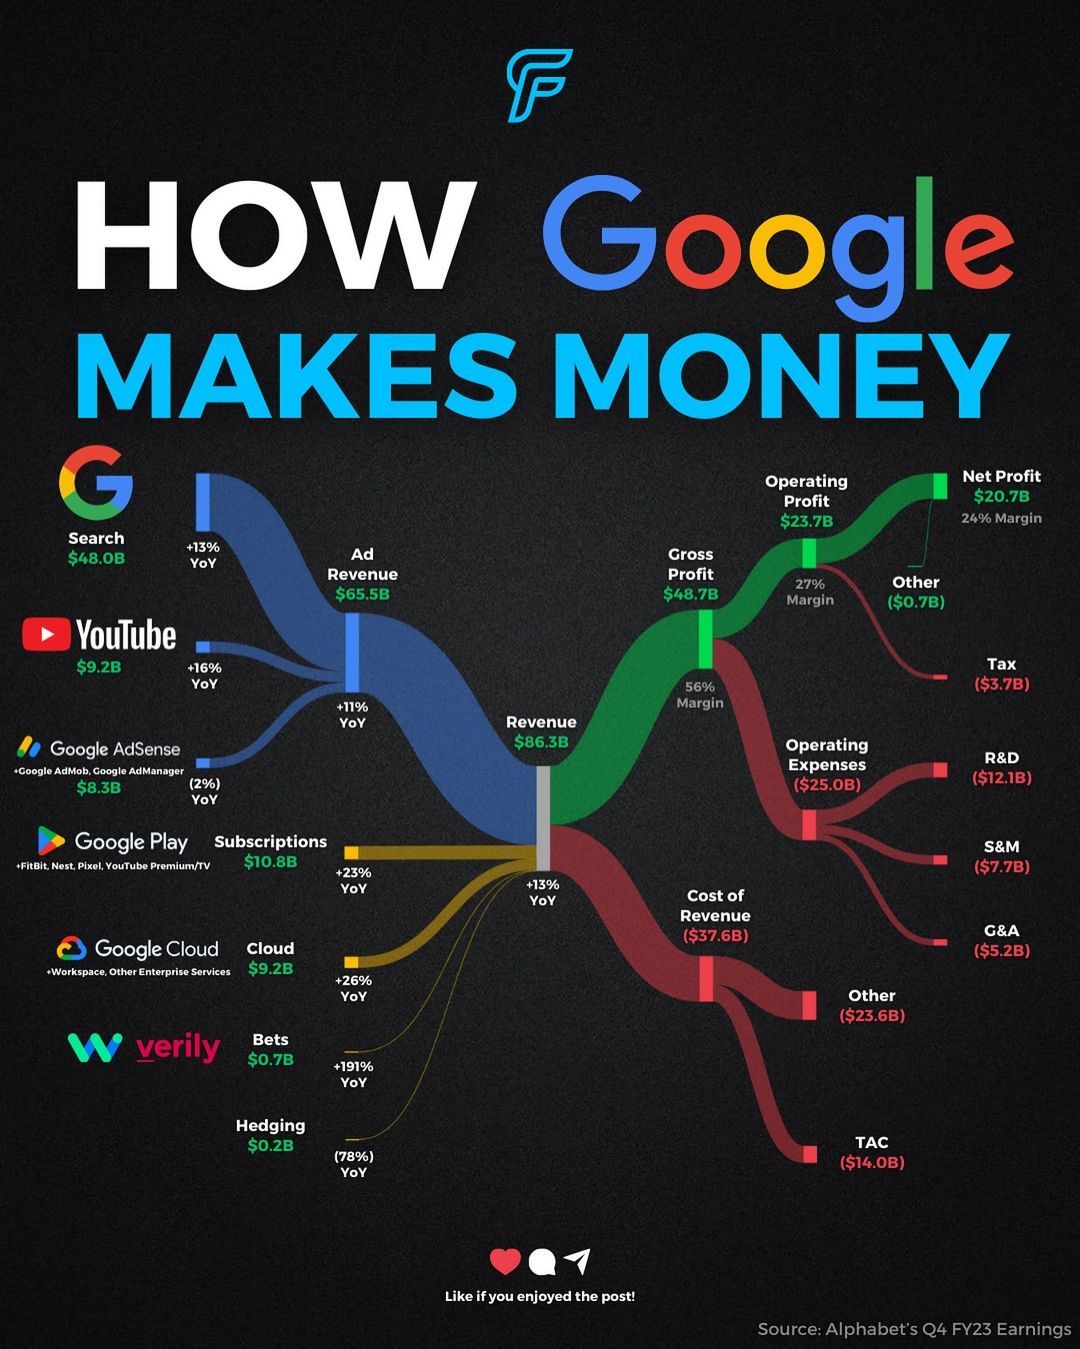 HOW Google
MAKES MONEY
Search
$48.0B
+13%
YoY
YouTube
$9.2B
+16%
YoY
Google AdSense
+Google AdMob, Google AdManager
$8.3B
(2%)
YoY
Ad
Revenue
$65.5B
+11%
YoY
Google Play
+FitBit, Nest, Pixel, YouTube Premium/TV
Subscriptions
$10.8B
+23%
YoY
Google Cloud
+Workspace, Other Enterprise Services
Cloud
$9.2B
+26%
YoY
verily
Bets
$0.7B
+191%
YoY
Hedging
$0.2B
(78%)
YoY
Revenue
$86.3B
+13%
YoY
Gross
Profit
$48.7B
56%
Margin
Operating
Profit
$23.7B
27%
Margin
Net Profit
$20.7B
24% Margin
Other
($0.7B)
Tax
($3.7B)
Operating
Expenses
($25.0B)
R&D
($12.1B)
S&M
($7.7B)
G&A
($5.2B)
Cost of
Revenue
($37.6B)
Other
($23.6B)
TAC
($14.0B)
Like if you enjoyed the post!
Source: Alphabet’s Q4 FY23 Earnings